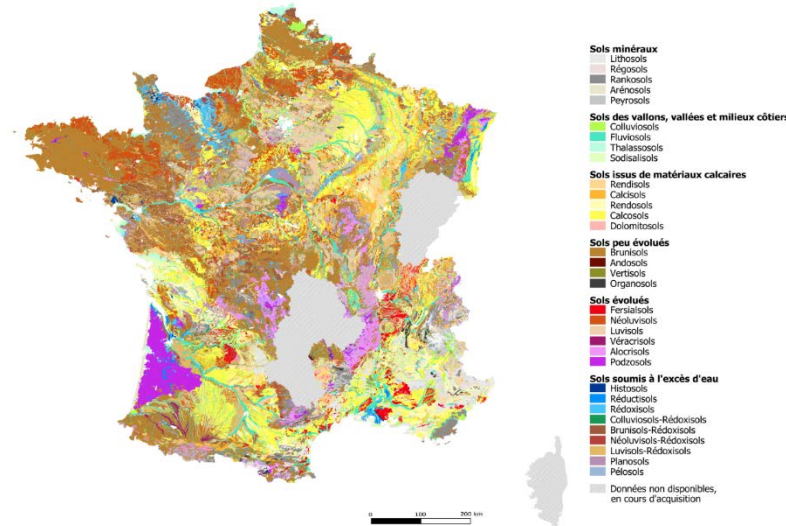 Sols minéraux
Lithosols
Régosols
Rankosols
Arénosols
Peyrosols
Sols des vallons, vallées et milieux côtiers
Colluviosols
Fluviosols
Thalassosols
Sodisalisols
Sols issus de matériaux calcaires
Rendisols
Calcisols
Rendosols
Calcosols
Dolomitosols
Sols peu évolués
Brunisols
Andosols
Vertisols
Organosols
Sols évolués
Fersialsols
Néoluvisols
Luvisols
Véracrisols
Alocrisols
Podzosols
Sols soumis à l'excès d'eau
Histosols
Réductisols
Rédoxisols
Colluviosols-Rédoxisols
Brunisols-Rédoxisols
Néoluvisols-Rédoxisols
Luvisols-Rédoxisols
Planosols
Pélosols
Données non disponibles,
en cours d'acquisition
0 100 200 km